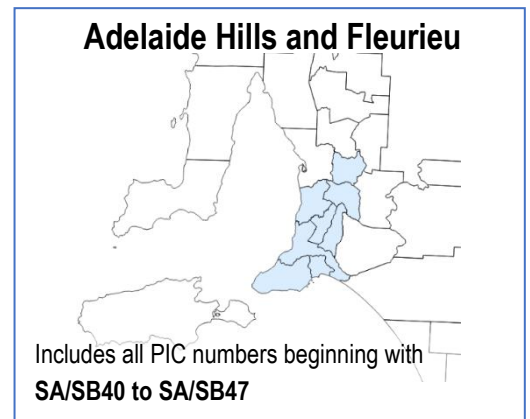 Adelaide Hills and Fleurieu
Includes all PIC numbers beginning with
SA/SB40 to SA/SB47